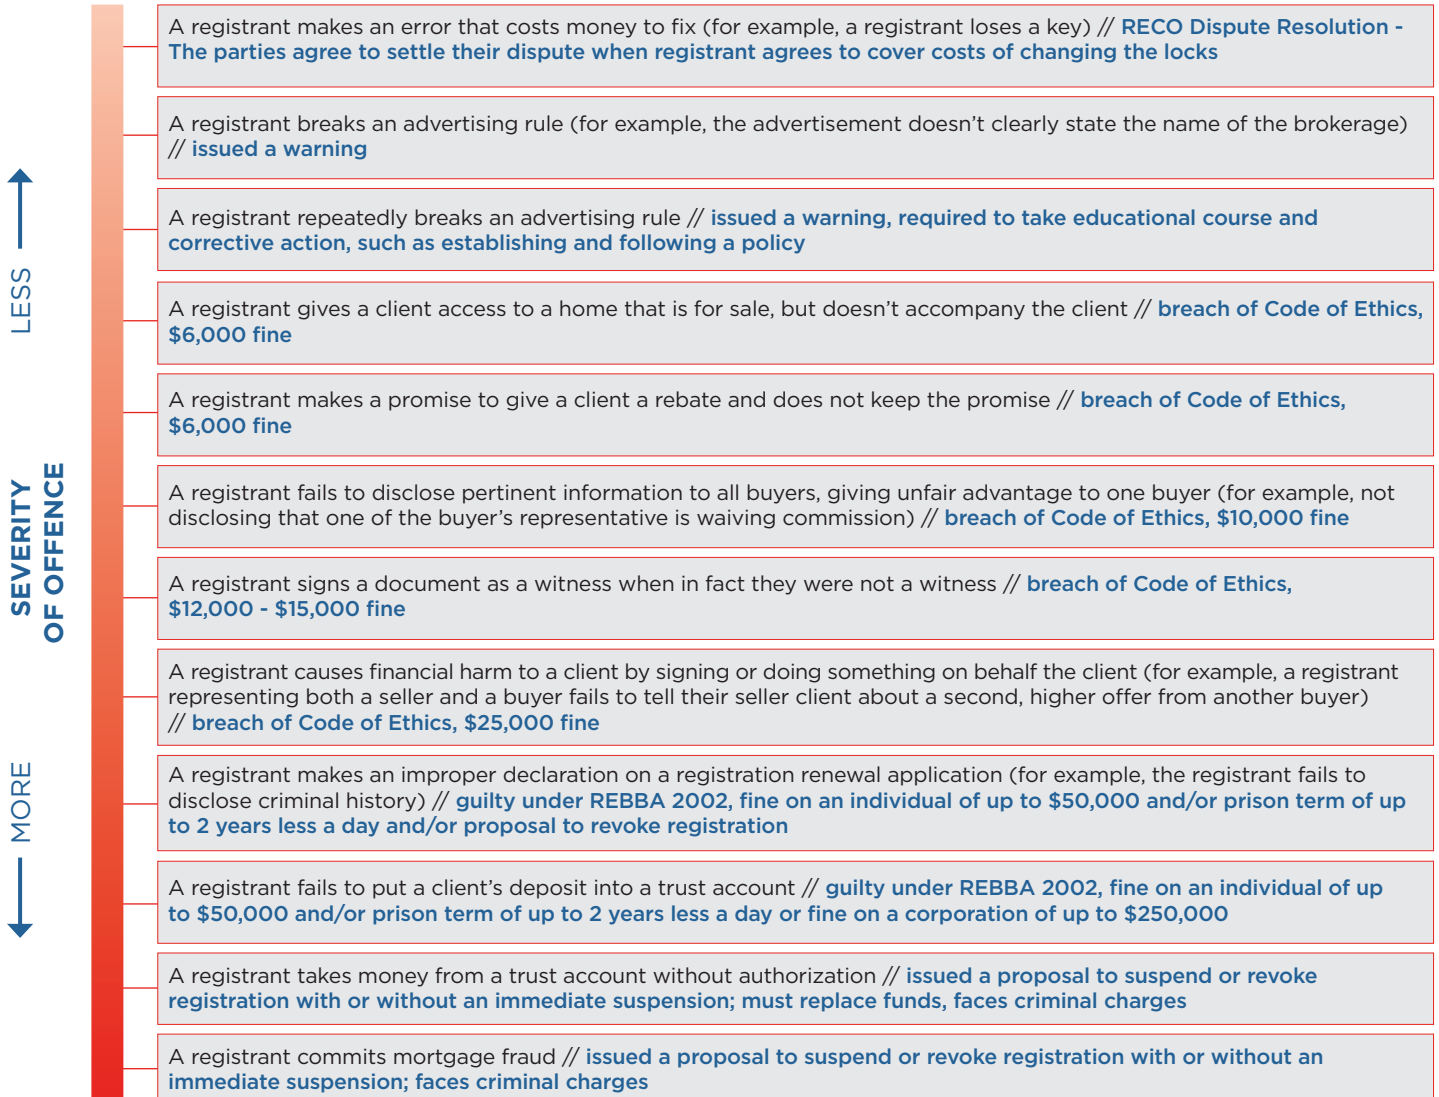 A registrant makes an error that costs money to fix (for example, a registrant loses a key) // RECO Dispute Resolution -
The parties agree to settle their dispute when registrant agrees to cover costs of changing the locks
A registrant breaks an advertising rule (for example, the advertisement doesn't clearly state the name of the brokerage)
// issued a warning
A registrant repeatedly breaks an advertising rule // issued a warning, required to take educational course and
corrective action, such as establishing and following a policy
A registrant gives a client access to a home that is for sale, but doesn't accompany the client // breach of Code of Ethics,
$6,000 fine
A registrant makes a promise to give a client a rebate and does not keep the promise // breach of Code of Ethics,
$6,000 fine
A registrant fails to disclose pertinent information to all buyers, giving unfair advantage to one buyer (for example, not
disclosing that one of the buyer's representative is waiving commission) // breach of Code of Ethics, $10,000 fine
A registrant signs a document as a witness when in fact they were not a witness // breach of Code of Ethics,
$12,000 - $15,000 fine
A registrant causes financial harm to a client by signing or doing something on behalf the client (for example, a registrant
representing both a seller and a buyer fails to tell their seller client about a second, higher offer from another buyer)
// breach of Code of Ethics, $25,000 fine
A registrant makes an improper declaration on a registration renewal application (for example, the registrant fails to
disclose criminal history) // guilty under REBBA 2002, fine on an individual of up to $50,000 and/or prison term of up
to 2 years less a day and/or proposal to revoke registration
A registrant fails to put a client's deposit into a trust account // guilty under REBBA 2002, fine on an individual of up
to $50,000 and/or prison term of up to 2 years less a day or fine on a corporation of up to $250,000
A registrant takes money from a trust account without authorization // issued a proposal to suspend or revoke
registration with or without an immediate suspension; must replace funds, faces criminal charges
A registrant commits mortgage fraud // issued a proposal to suspend or revoke registration with or without an
immediate suspension; faces criminal charges
LESS
SEVERITY
OF OFFENCE
MORE